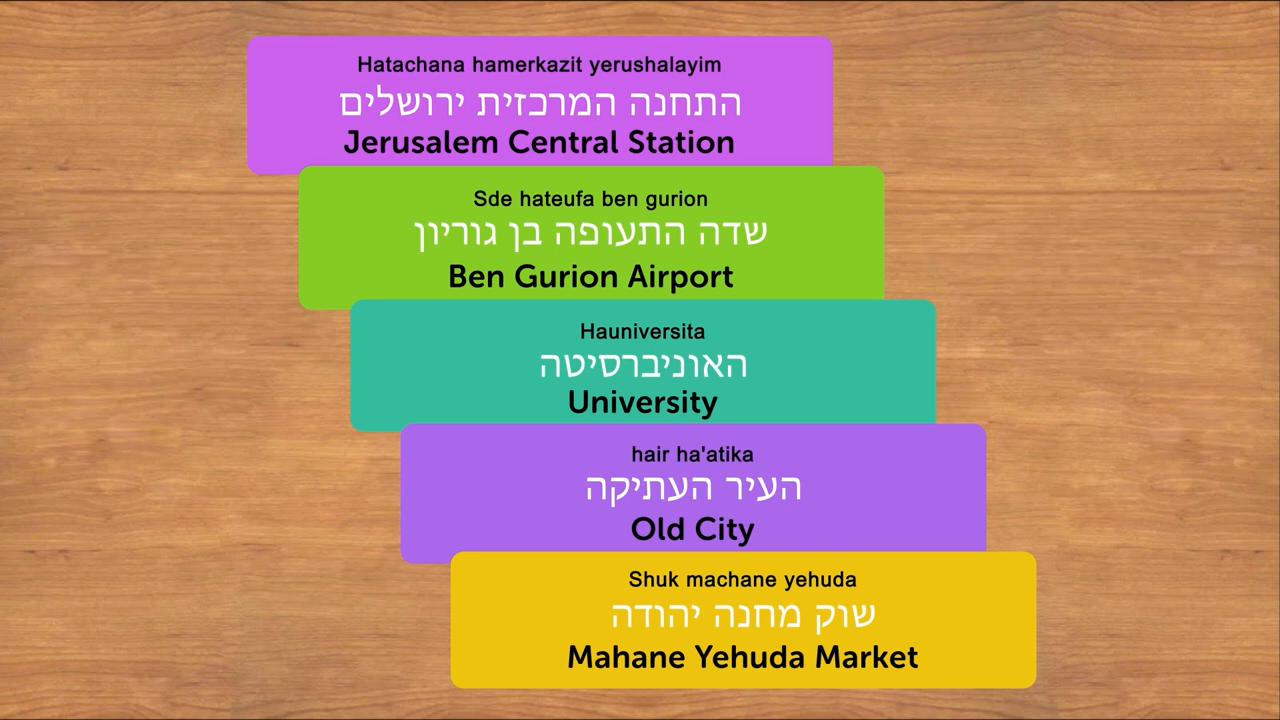 Hatachana hamerkazit yerushalayim
התחנה המרכזית ירושלים
Jerusalem Central Station
Sde hateufa ben gurion
שדה התעופה בן גוריון
Ben Gurion Airport
Hauniversita
האוניברסיטה
University
hair ha'atika
העיר העתיקה
Old City
Shuk machane yehuda
שוק מחנה יהודה
Mahane Yehuda Market